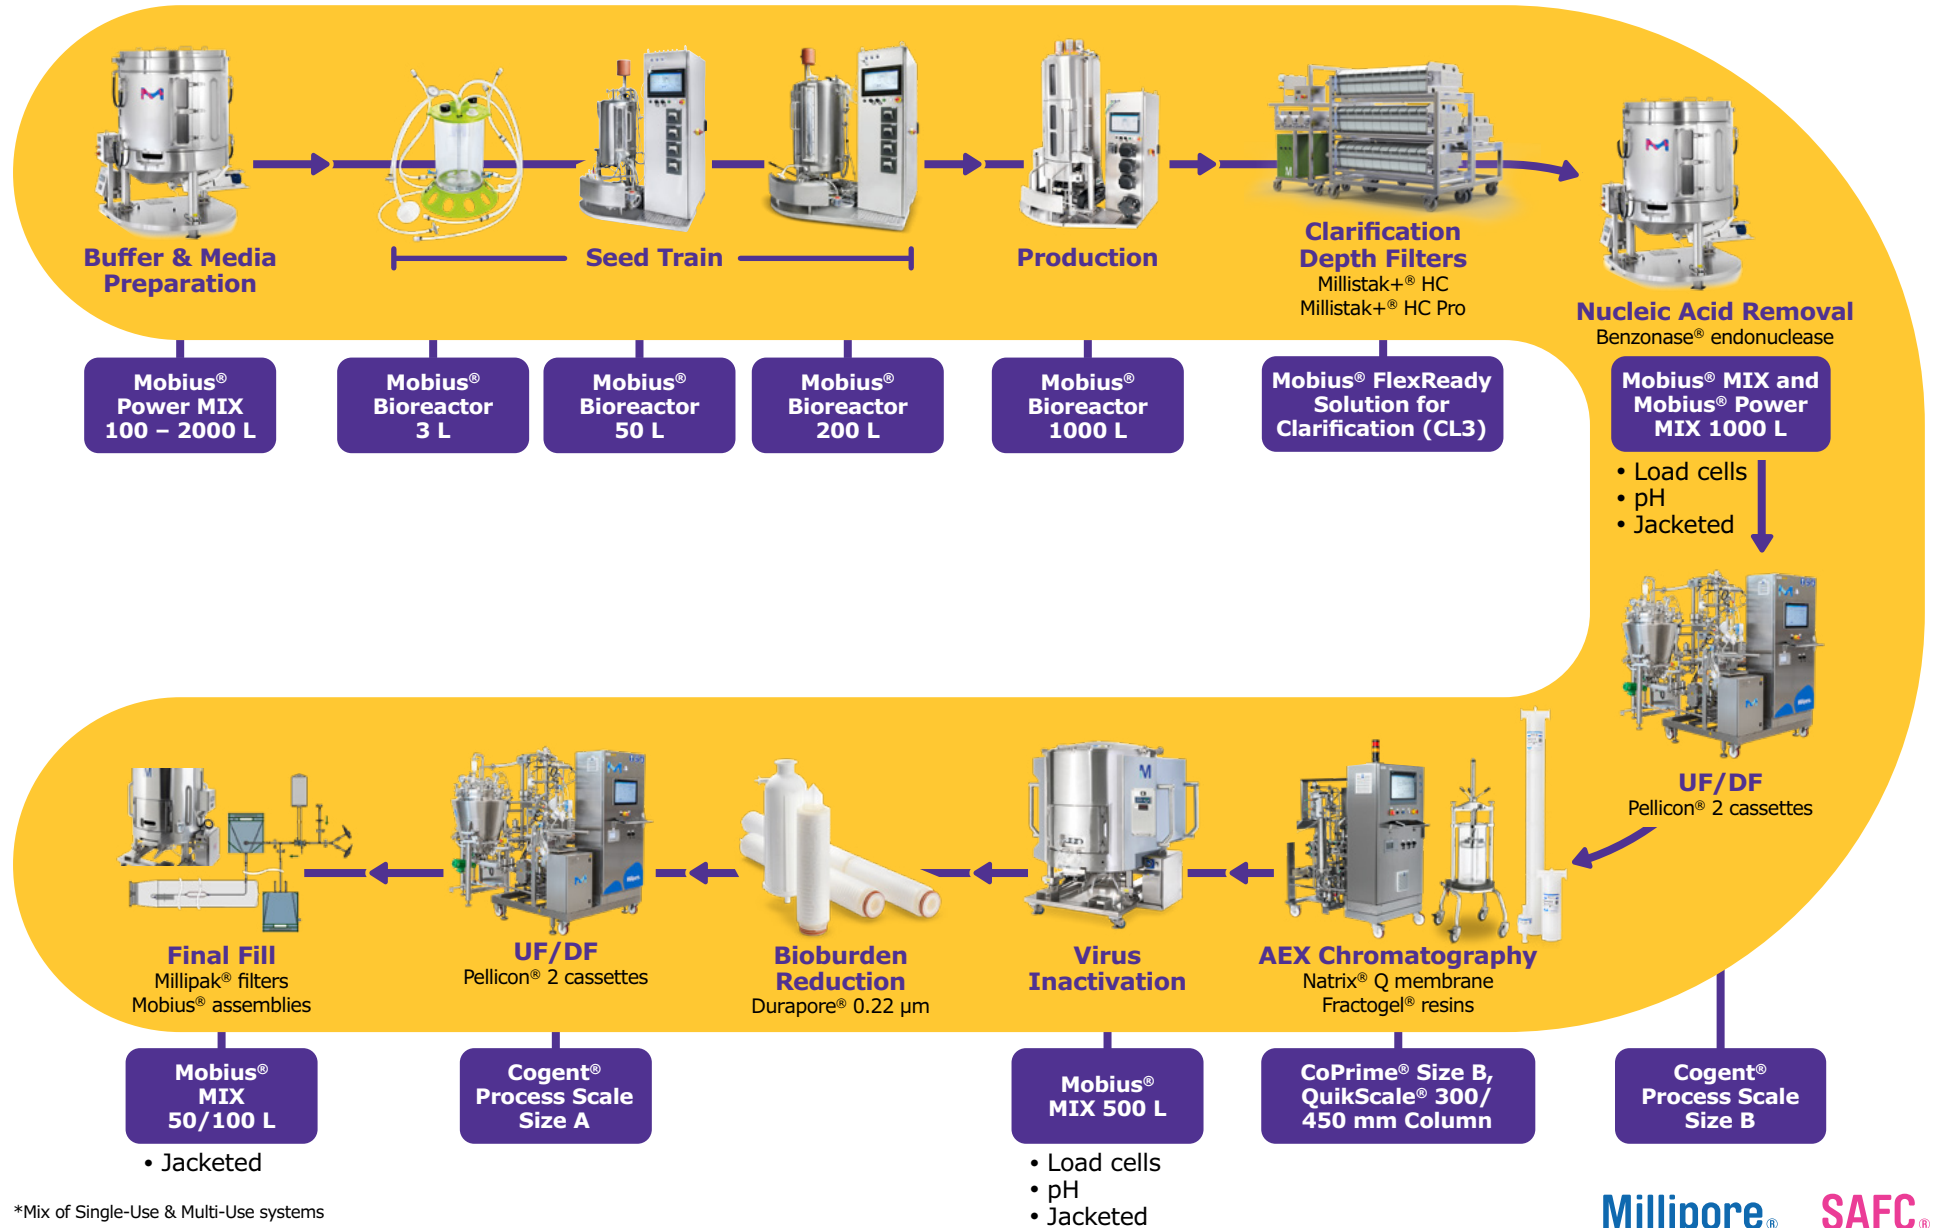 Buffer & Media
Preparation
Seed Train
Production
Clarification
Depth Filters
Millistak+® HC
Millistak+® HC Pro
Nucleic Acid Removal
Benzonase® endonuclease
Mobius®
Power MIX
100 – 2000 L
Mobius®
Bioreactor
3 L
Mobius®
Bioreactor
50 L
Mobius®
Bioreactor
200 L
Mobius®
Bioreactor
1000 L
Mobius® FlexReady
Solution for
Clarification (CL3)
Mobius® MIX and
Mobius® Power
MIX 1000 L
• Load cells
• pH
• Jacketed
UF/DF
Pellicon® 2 cassettes
Final Fill
Millipak® filters
Mobius® assemblies
UF/DF
Pellicon® 2 cassettes
Bioburden
Reduction
Durapore® 0.22 µm
Virus
Inactivation
AEX Chromatography
Natrix® Q membrane
Fractogel® resins
Mobius®
MIX
50/100 L
• Jacketed
Cogent®
Process Scale
Size A
Mobius®
MIX 500 L
• Load cells
• pH
• Jacketed
CoPrime® Size B,
QuikScale® 300/
450 mm Column
Cogent®
Process Scale
Size B
*Mix of Single-Use & Multi-Use systems
Millipore®
SAFC®